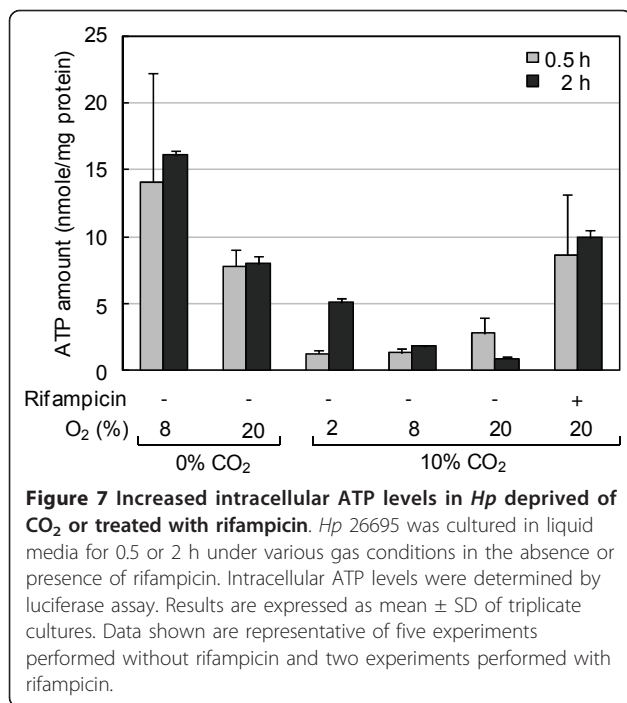 25
20
15
10
5
0
ATP amount (nmole/mg protein)
0.5 h
2 h
Rifampicin - - - - - +
O₂ (%) 8 20 2 8 20 20
0% CO₂ 10% CO₂
Figure 7 Increased intracellular ATP levels in Hp deprived of
CO₂ or treated with rifampicin. Hp 26695 was cultured in liquid
media for 0.5 or 2 h under various gas conditions in the absence or
presence of rifampicin. Intracellular ATP levels were determined by
luciferase assay. Results are expressed as mean ± SD of triplicate
cultures. Data shown are representative of five experiments
performed without rifampicin and two experiments performed with
rifampicin.